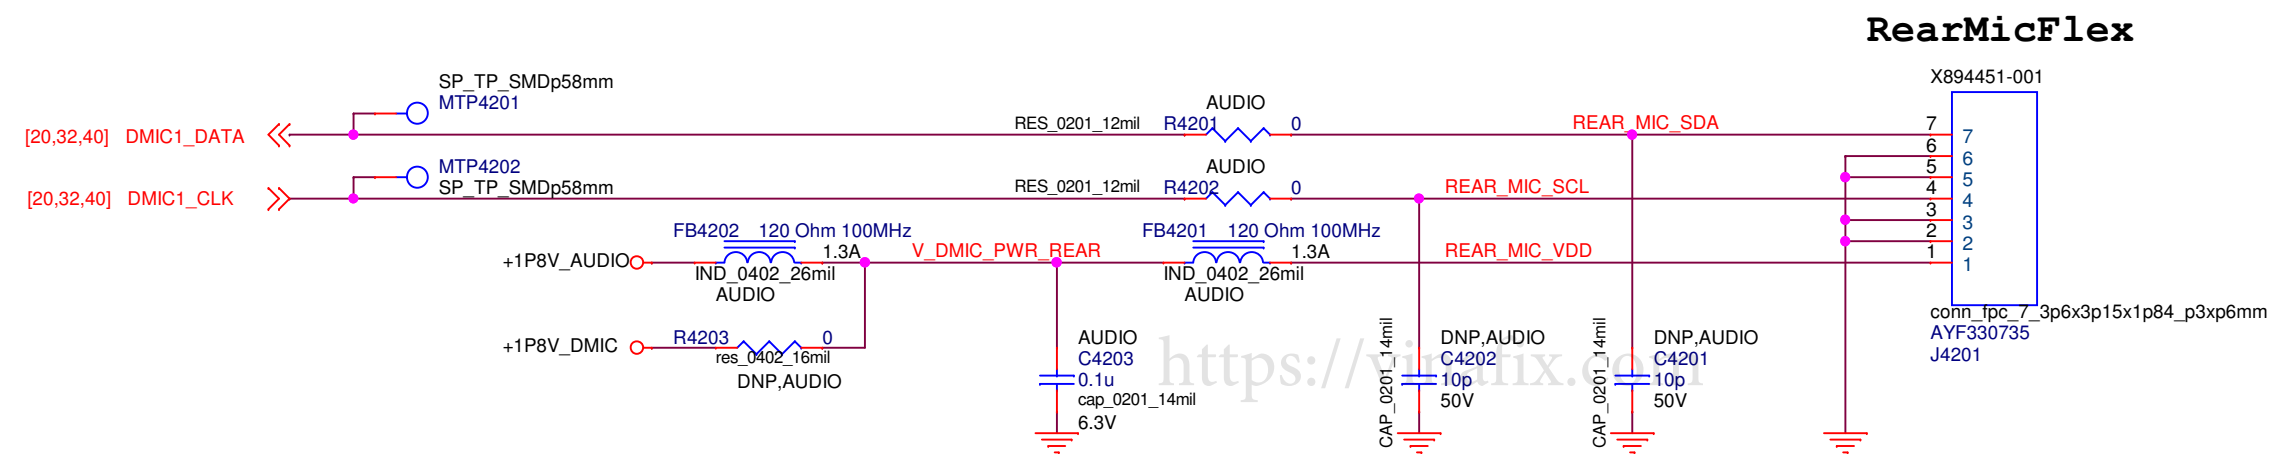 RearMicFlex
X894451-001
SP_TP_SMDp58mm
MTP4201
AUDIO
[20,32,40] DMIC1_DATA
RES_0201_12mil R4201 0
REAR_MIC_SDA
7 7
6 6
5 5
4 4
3 3
2 2
1 1
MTP4202
SP_TP_SMDp58mm
AUDIO
[20,32,40] DMIC1_CLK
RES_0201_12mil R4202 0
REAR_MIC_SCL
FB4202 120 Ohm 100MHz
1.3A
+1P8V_AUDIO
IND_0402_26mil
AUDIO
V_DMIC_PWR_REAR
FB4201 120 Ohm 100MHz
1.3A
IND_0402_26mil
AUDIO
REAR_MIC_VDD
+1P8V_DMIC
R4203 0
res_0402_16mil
DNP,AUDIO
AUDIO
C4203
0.1u
cap_0201_14mil
6.3V
CAP_0201_14mil
DNP,AUDIO
C4202
10p
50V
CAP_0201_14mil
DNP,AUDIO
C4201
10p
50V
conn_fpc_7_3p6x3p15x1p84_p3xp6mm
AYF330735
J4201
https://vinafix.com